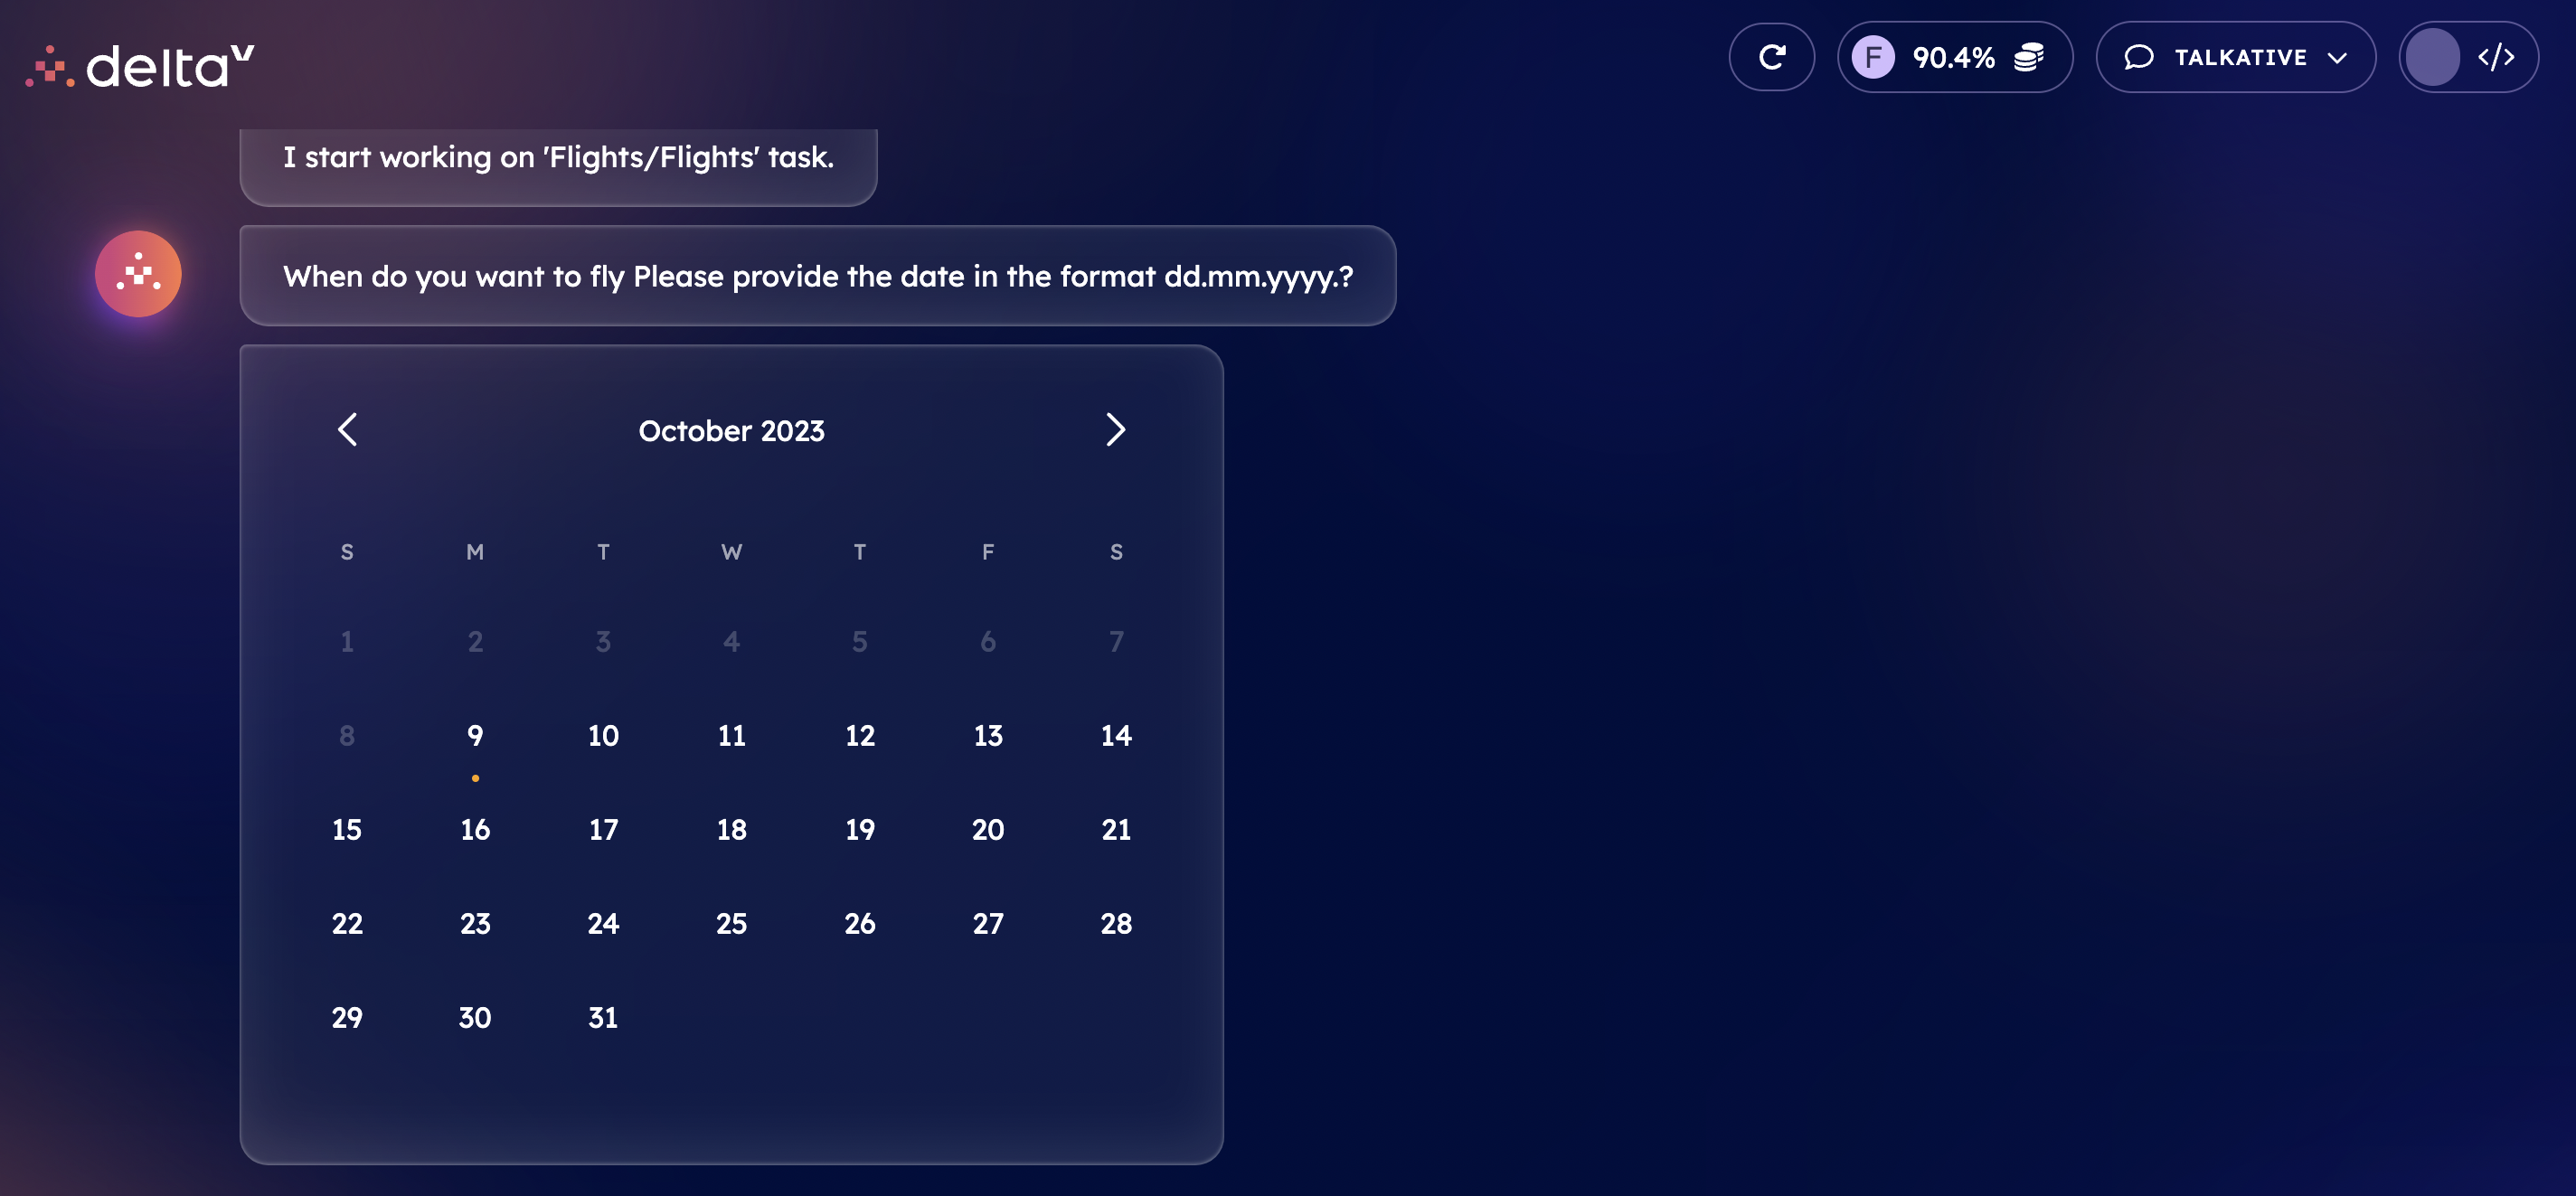 deltaV
F 90.4% TALKATIVE </>
I start working on 'Flights/Flights' task.
When do you want to fly Please provide the date in the format dd.mm.yyyy.?
October 2023
S M T W T F S
1 2 3 4 5 6 7
8 9 10 11 12 13 14
15 16 17 18 19 20 21
22 23 24 25 26 27 28
29 30 31